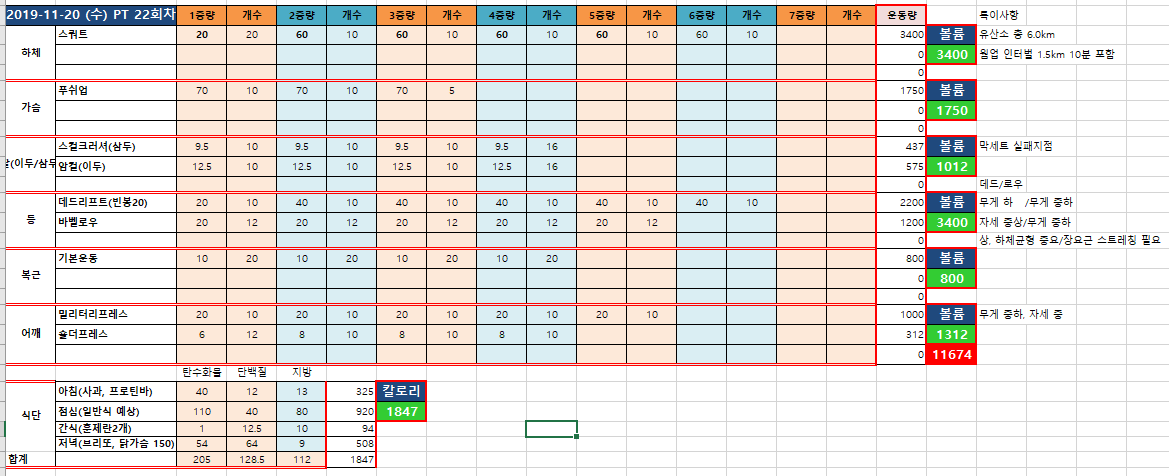 2019-11-20 (수) PT 22회차 1중량 개수 2중량 개수 3중량 개수 4중량 개수 5중량 개수 6중량 개수 7중량 개수 운동량 특이사항
하체 스쿼트 20 20 60 10 60 10 60 10 60 10 60 10 3400 볼륨 유산소 총 6.0km
0 3400 웜업 인터벌 1.5km 10분 포함
0
가슴 푸쉬업 70 10 70 10 70 5 1750 볼륨
0 1750
0
(이두/삼두 스컬크러셔(삼두) 9.5 10 9.5 10 9.5 10 9.5 16 437 볼륨 막세트 실패지점
암컬(이두) 12.5 10 12.5 10 12.5 10 12.5 16 575 1012
0 데드/로우
등 데드리프트(빈봉20) 20 10 40 10 40 10 40 10 40 10 40 10 2200 볼륨 무게 하 /무게 중하
바벨로우 20 12 20 12 20 12 20 12 20 12 1200 3400 자세 중상/무게 중하
0 상, 하체균형 중요/장요근 스트레칭 필요
복근 기본운동 10 20 10 20 10 20 10 20 800 볼륨
0 800
0
어깨 밀리터리프레스 20 10 20 10 20 10 20 10 20 10 1000 볼륨 무게 중하, 자세 중
숄더프레스 6 12 8 10 8 10 8 10 312 1312
0 11674
탄수화물 단백질 지방
식단 아침(사과, 프로틴바) 40 12 13 325 칼로리
점심(일반식 예상) 110 40 80 920 1847
간식(훈제란2개) 1 12.5 10 94
저녁(브리또, 닭가슴 150) 54 64 9 508
합계 205 128.5 112 1847